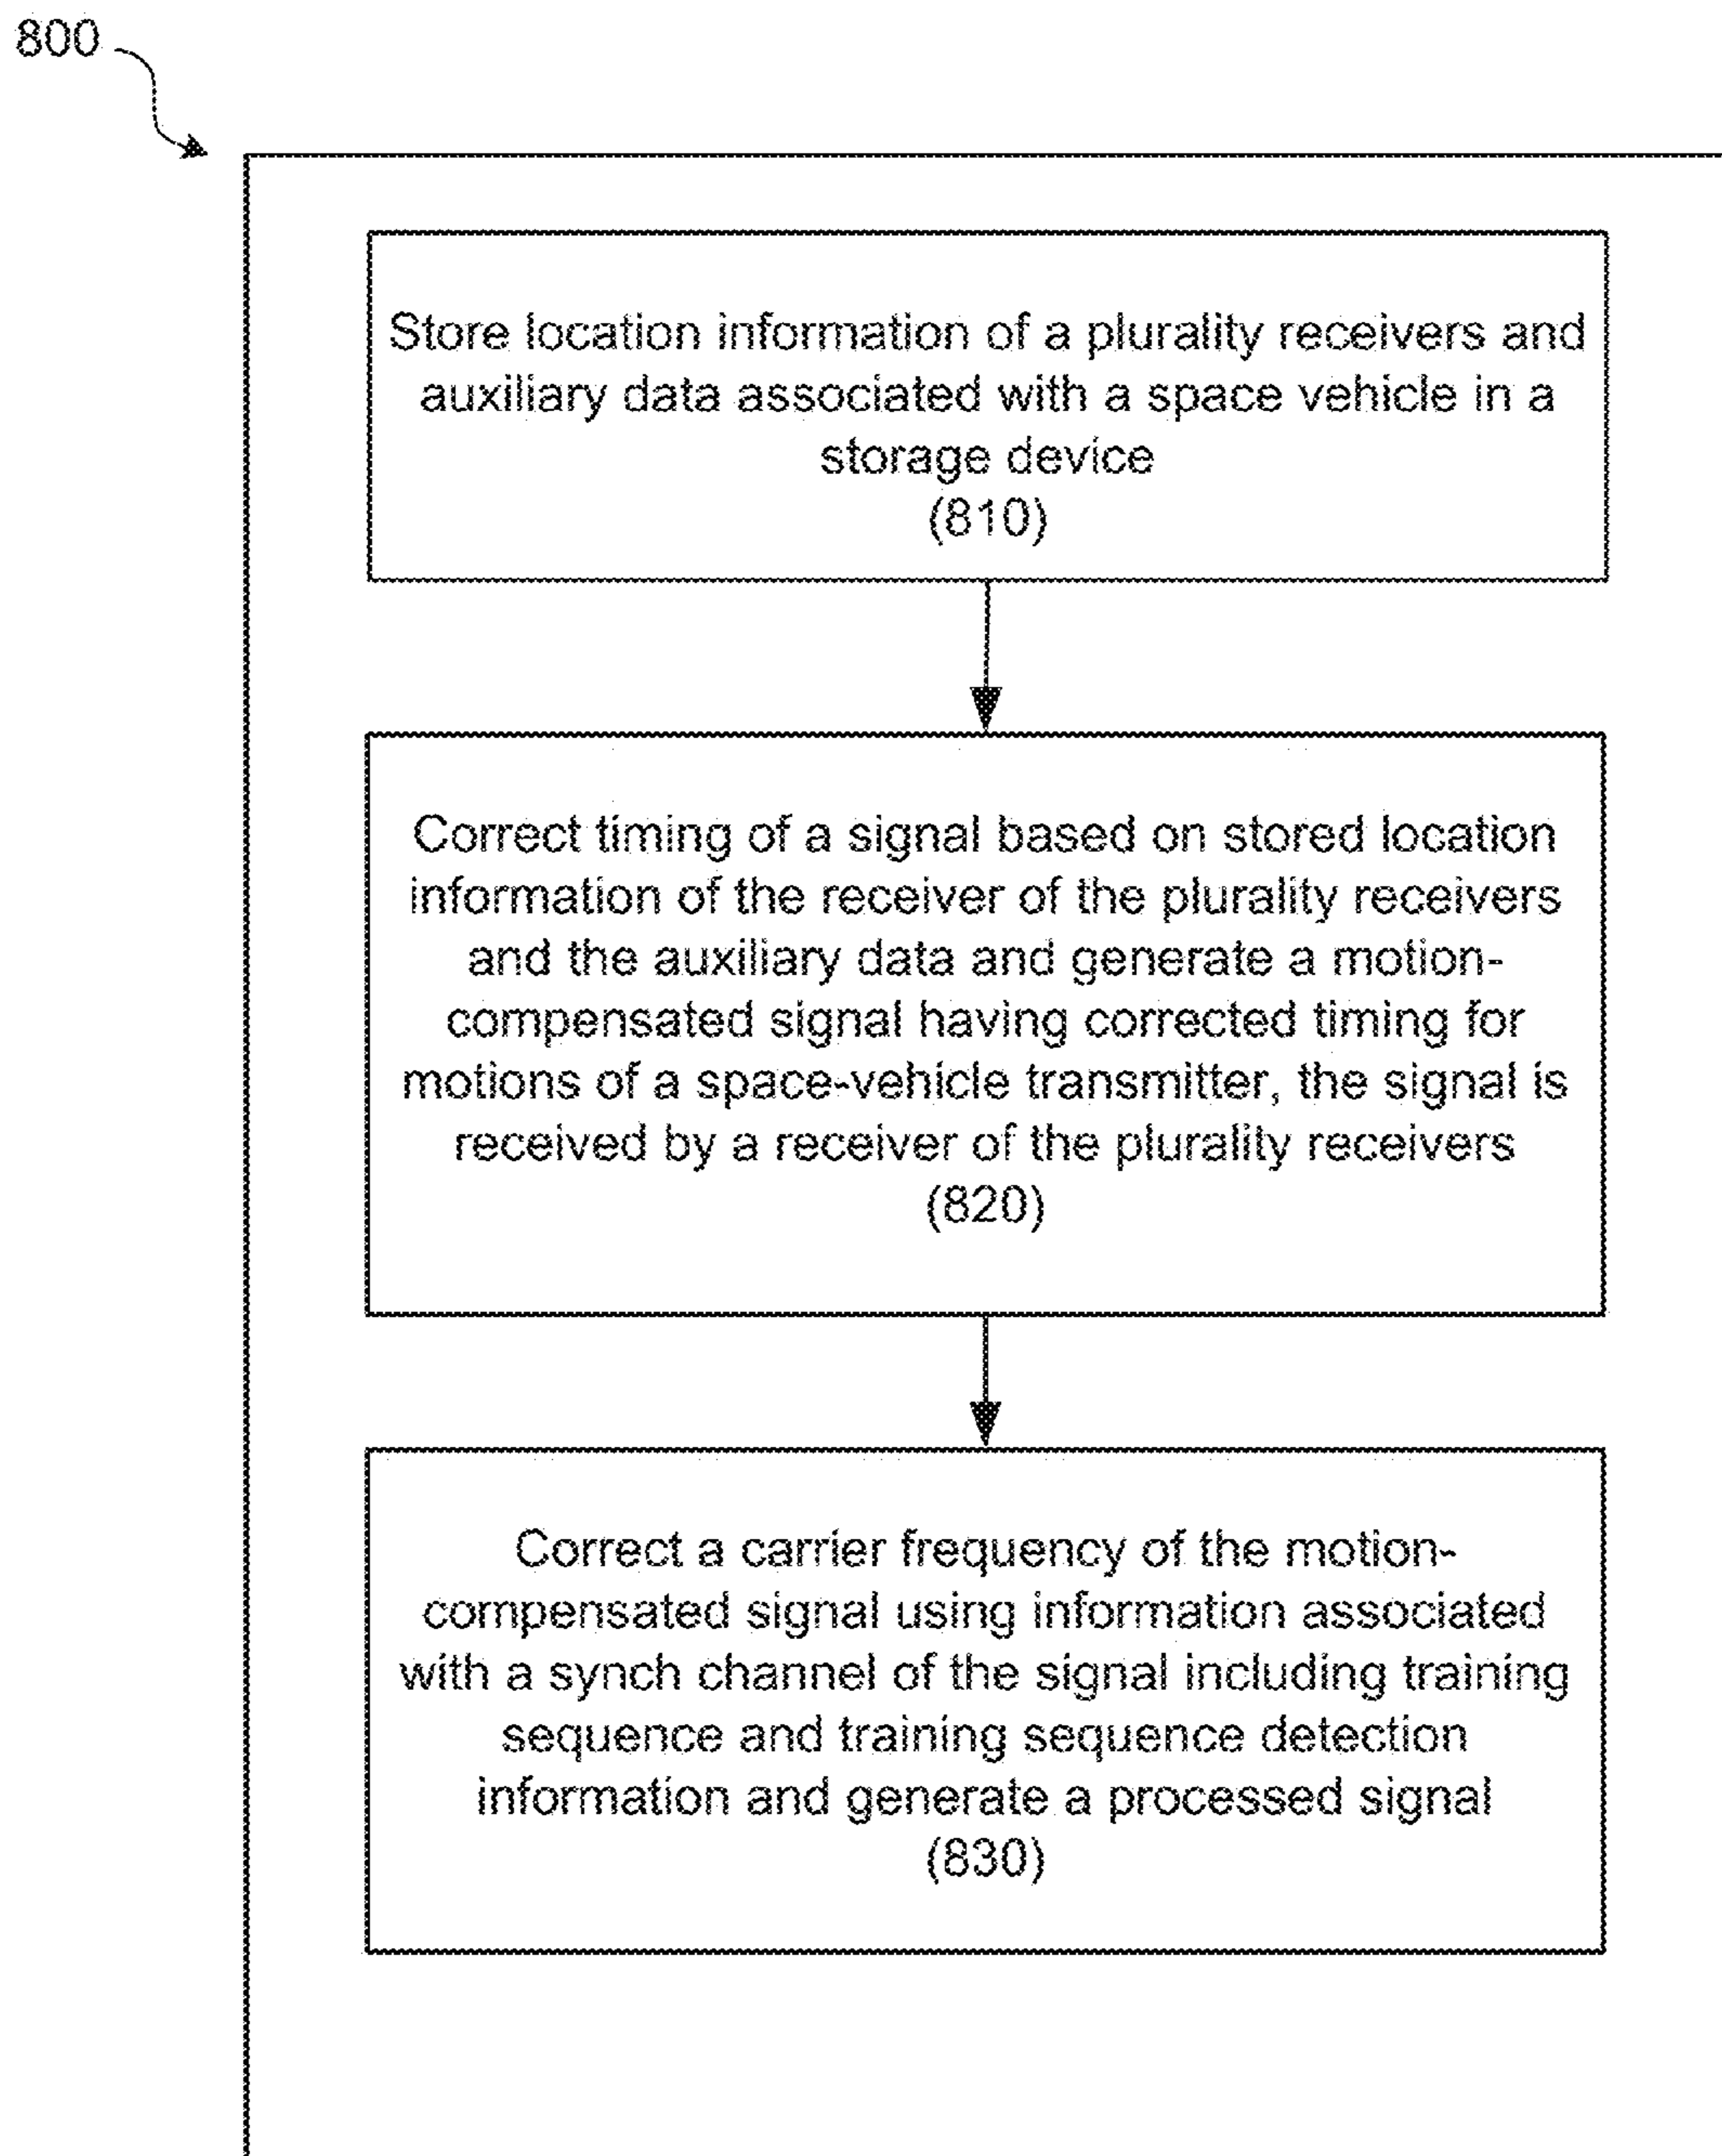 800
Store location information of a plurality receivers and
auxiliary data associated with a space vehicle in a
storage device
(810)
Correct timing of a signal based on stored location
information of the receiver of the plurality receivers
and the auxiliary data and generate a motion-
compensated signal having corrected timing for
motions of a space-vehicle transmitter, the signal is
received by a receiver of the plurality receivers
(820)
Correct a carrier frequency of the motion-
compensated signal using information associated
with a synch channel of the signal including training
sequence and training sequence detection
information and generate a processed signal
(830)